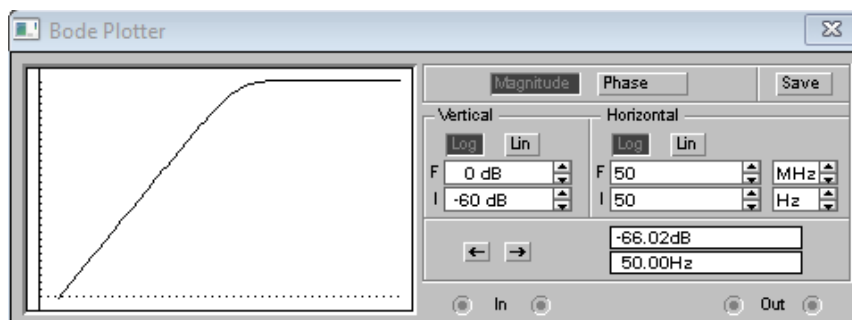 Bode Plotter
Magnitude Phase Save
Vertical Horizontal
Log Lin Log Lin
F 0 dB F 50 MHz
I -60 dB I 50 Hz
← → -66.02dB
50.00Hz
In Out